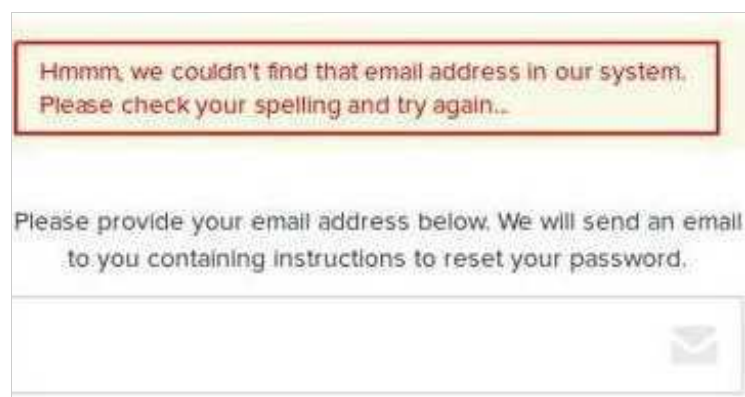 Hmmm, we couldn't find that email address in our system.
Please check your spelling and try again...
Please provide your email address below. We will send an email
to you containing instructions to reset your password.